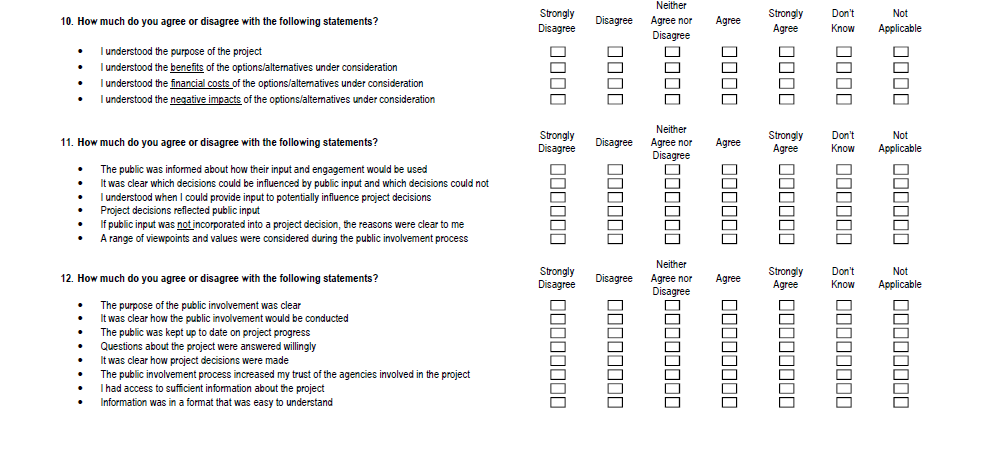 10. How much do you agree or disagree with the following statements?
Strongly Disagree
Disagree
Neither Agree nor Disagree
Agree
Strongly Agree
Don't Know
Not Applicable
• I understood the purpose of the project
• I understood the benefits of the options/alternatives under consideration
• I understood the financial costs of the options/alternatives under consideration
• I understood the negative impacts of the options/alternatives under consideration
11. How much do you agree or disagree with the following statements?
Strongly Disagree
Disagree
Neither Agree nor Disagree
Agree
Strongly Agree
Don't Know
Not Applicable
• The public was informed about how their input and engagement would be used
• It was clear which decisions could be influenced by public input and which decisions could not
• I understood when I could provide input to potentially influence project decisions
• Project decisions reflected public input
• If public input was not incorporated into a project decision, the reasons were clear to me
• A range of viewpoints and values were considered during the public involvement process
12. How much do you agree or disagree with the following statements?
Strongly Disagree
Disagree
Neither Agree nor Disagree
Agree
Strongly Agree
Don't Know
Not Applicable
• The purpose of the public involvement was clear
• It was clear how the public involvement would be conducted
• The public was kept up to date on project progress
• Questions about the project were answered willingly
• It was clear how project decisions were made
• The public involvement process increased my trust of the agencies involved in the project
• I had access to sufficient information about the project
• Information was in a format that was easy to understand